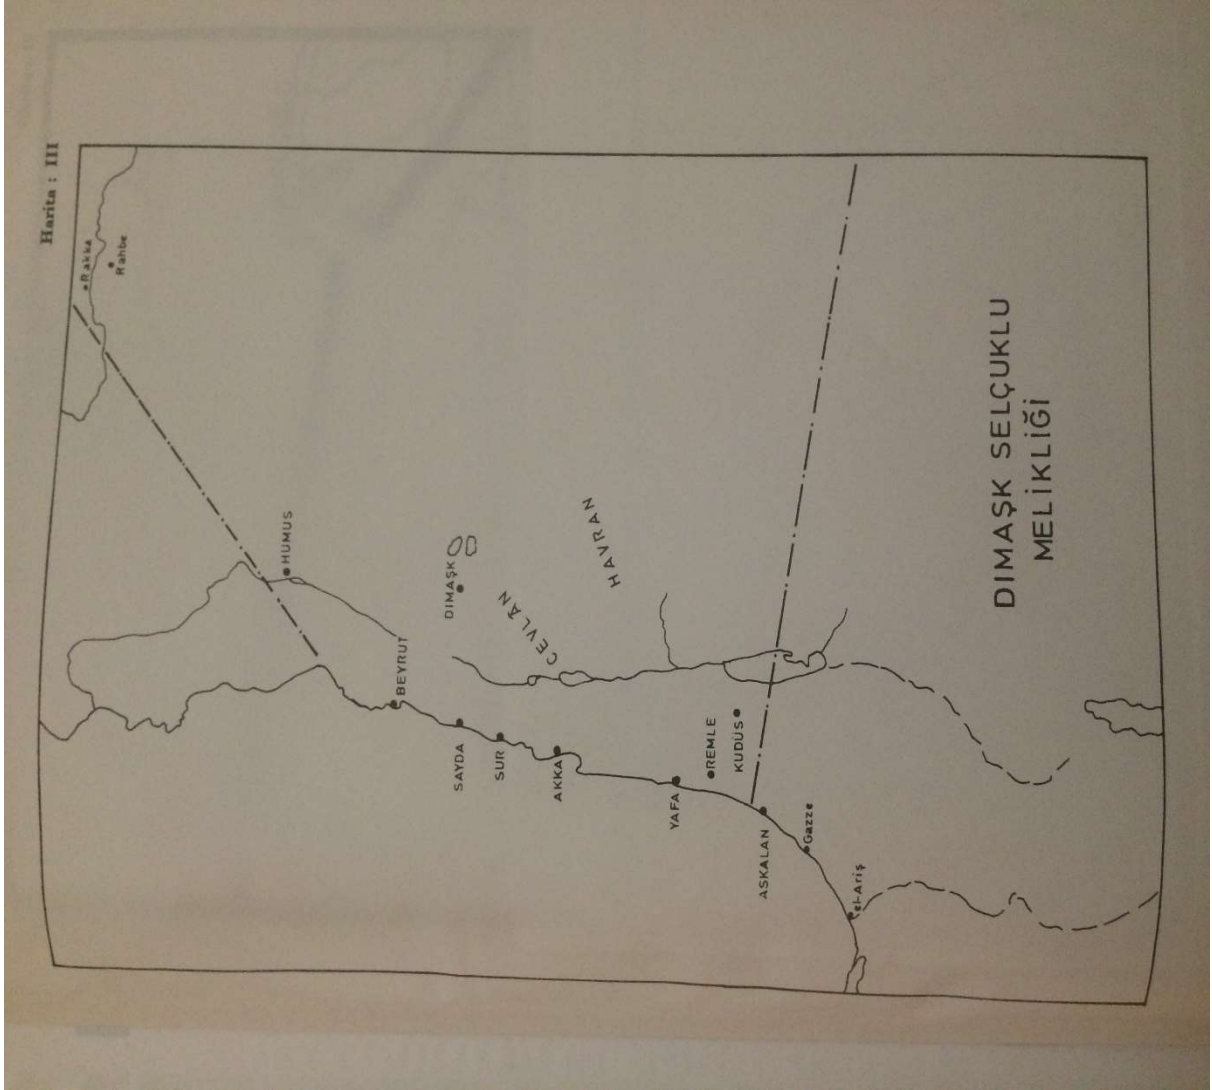 Harita : III
Rakka
Rahbe
HUMUS
BEYRUT
DIMAŞK
SAYDA
CEVLÂN
SUR
HAVRAN
AKKA
YAFA
REMLE
KUDÜS
ASKALAN
Gazze
el-Ariş
DIMAŞK SELÇUKLU
MELİKLİĞİ